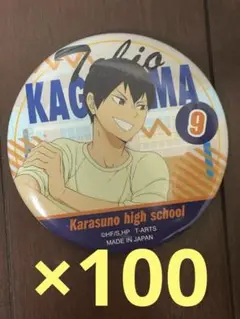 Tobio
KAGEYAMA
9
Karasuno high school
©HF/S,HP T-ARTS
MADE IN JAPAN
×100